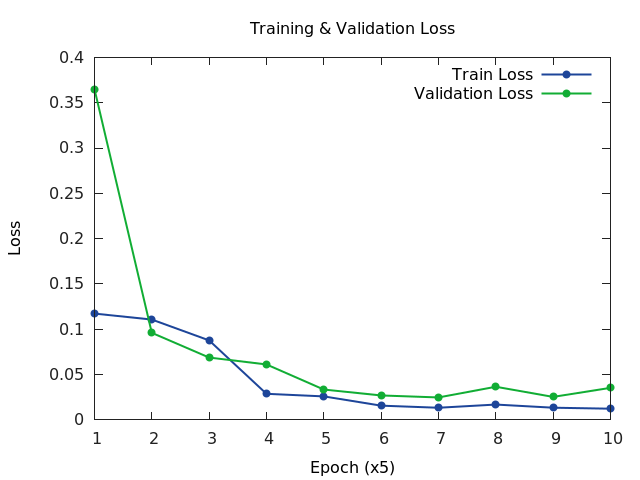 Training & Validation Loss
Train Loss
Validation Loss
0.4
0.35
0.3
0.25
0.2
0.15
0.1
0.05
0
Loss
1 2 3 4 5 6 7 8 9 10
Epoch (x5)